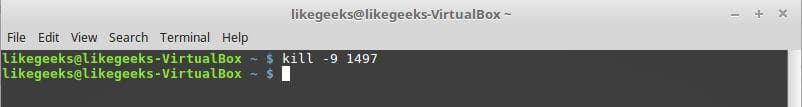 likegeeks@likegeeks-VirtualBox ~
File Edit View Search Terminal Help
likegeeks@likegeeks-VirtualBox ~ $ kill -9 1497
likegeeks@likegeeks-VirtualBox ~ $